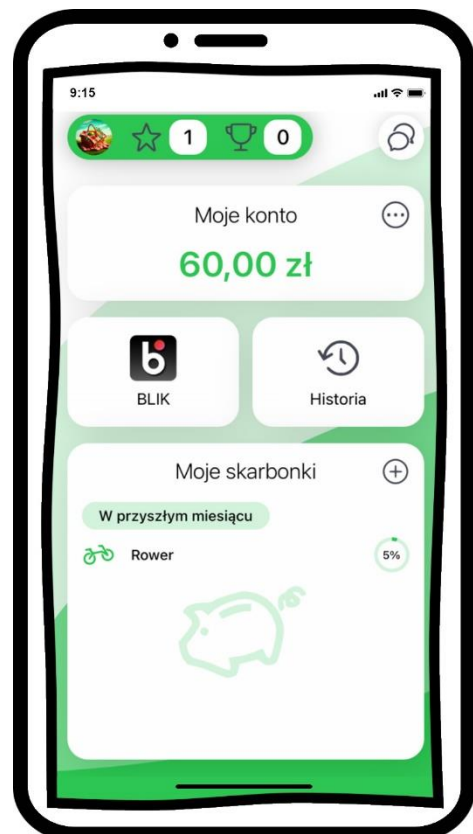 9:15
1 0
Moje konto
60,00 zł
b
BLIK Historia
Moje skarbonki
W przyszłym miesiącu
Rower 5%